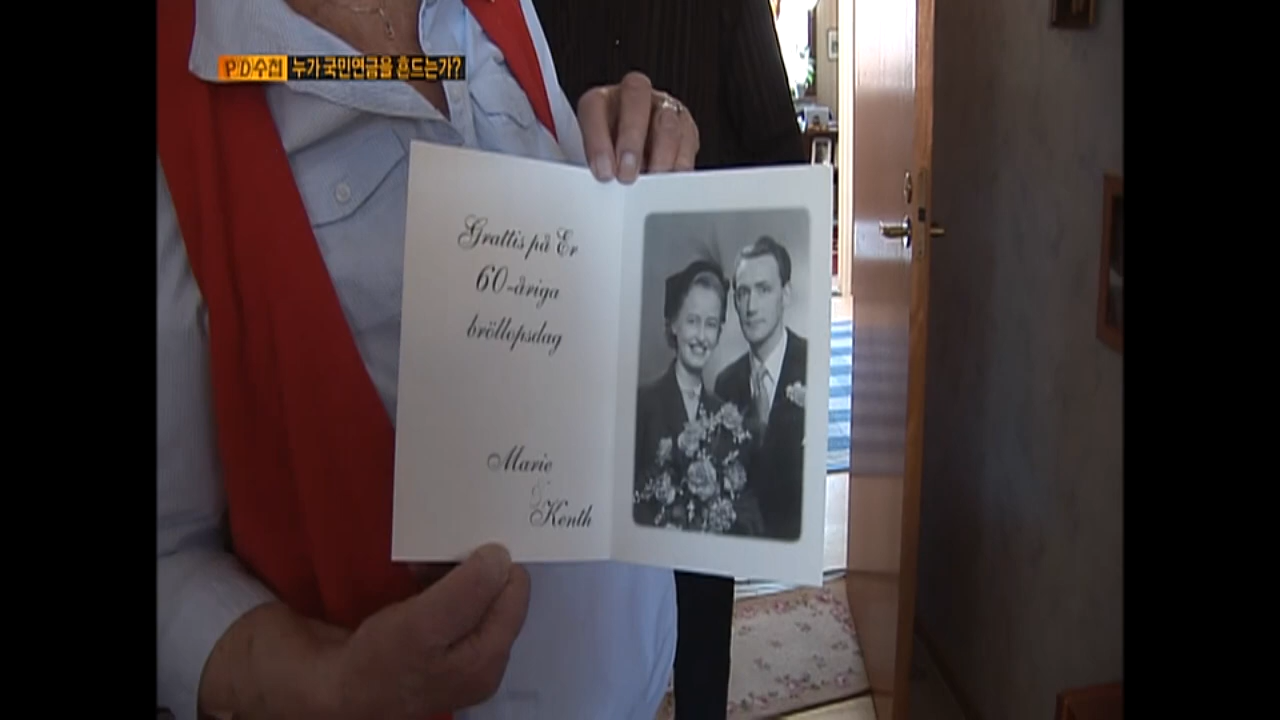 PD수첩 누가 국민연금을 흔드는가?
Grattis på Er
60-åriga
bröllopsdag
Marie
&
Kenth